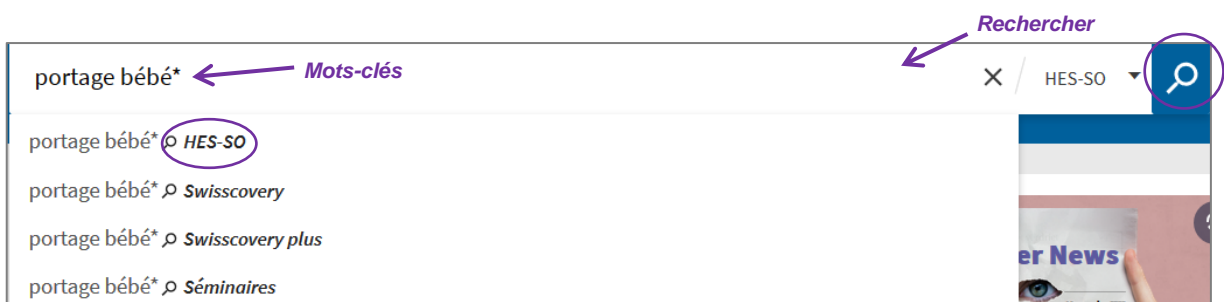 Rechercher
portage bébé*
Mots-clés
HES-SO
portage bébé* HES-SO
portage bébé* Swisscovery
portage bébé* Swisscovery plus
portage bébé* Séminaires
er News